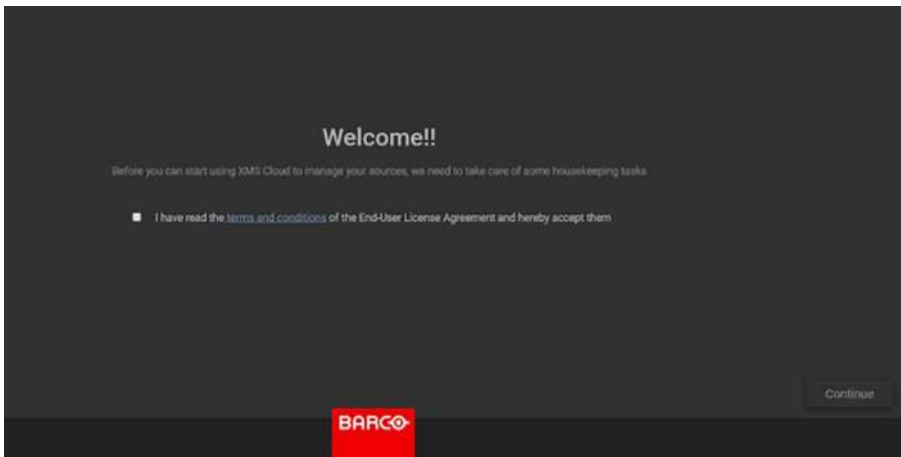 Welcome!!
Before you can start using XMS Cloud to manage your sources, we need to take care of some housekeeping tasks
I have read the terms and conditions of the End-User License Agreement and hereby accept them
Continue
BARCO